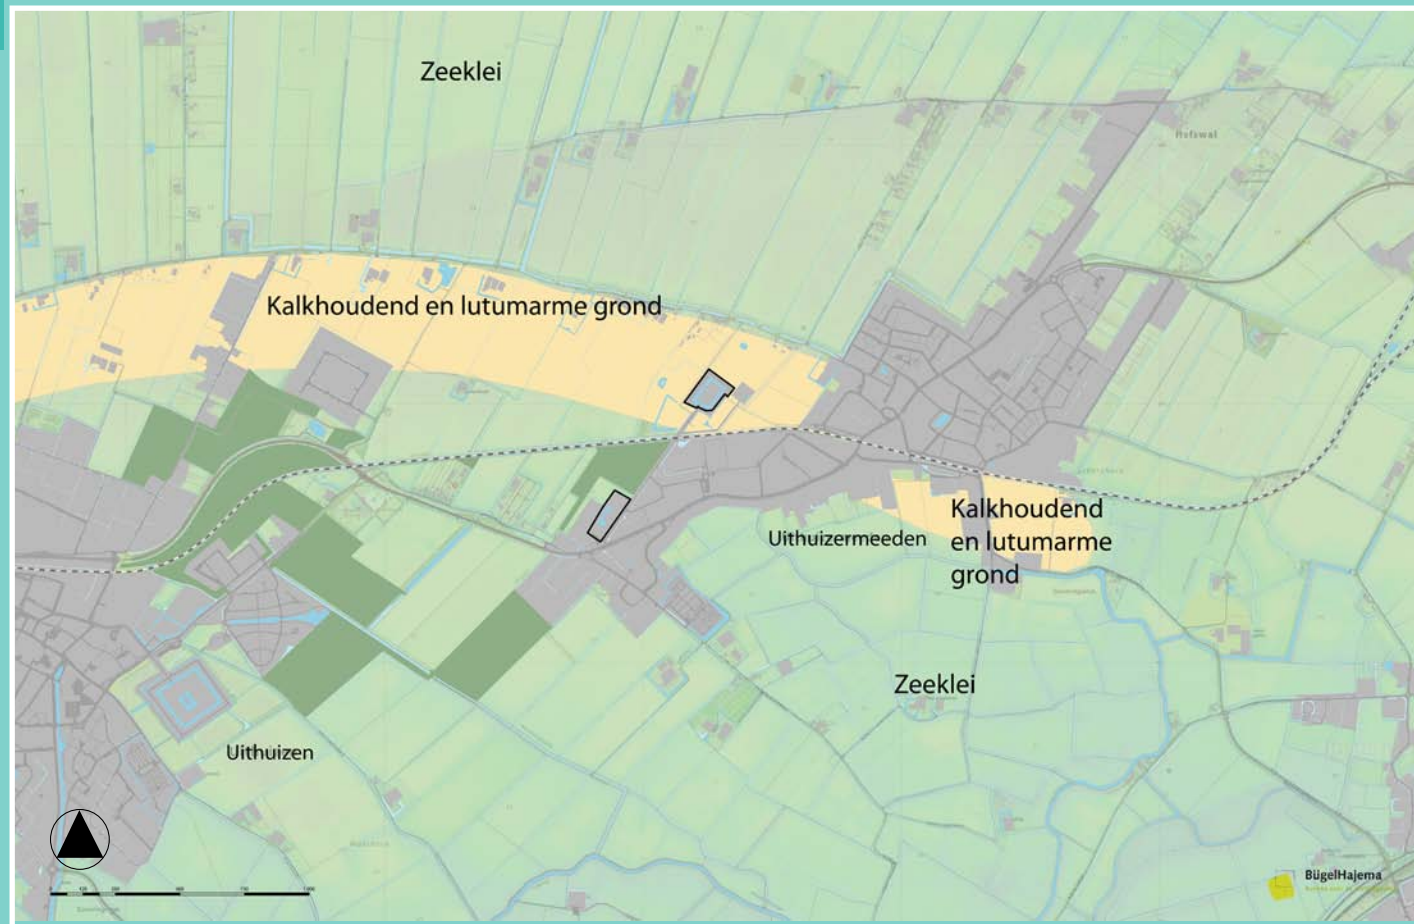 Zeeklei
Kalkhoudend en lutumarme grond
Kalkhoudend
en lutumarme
grond
Uithuizermeeden
Zeeklei
Uithuizen
BügelHajema